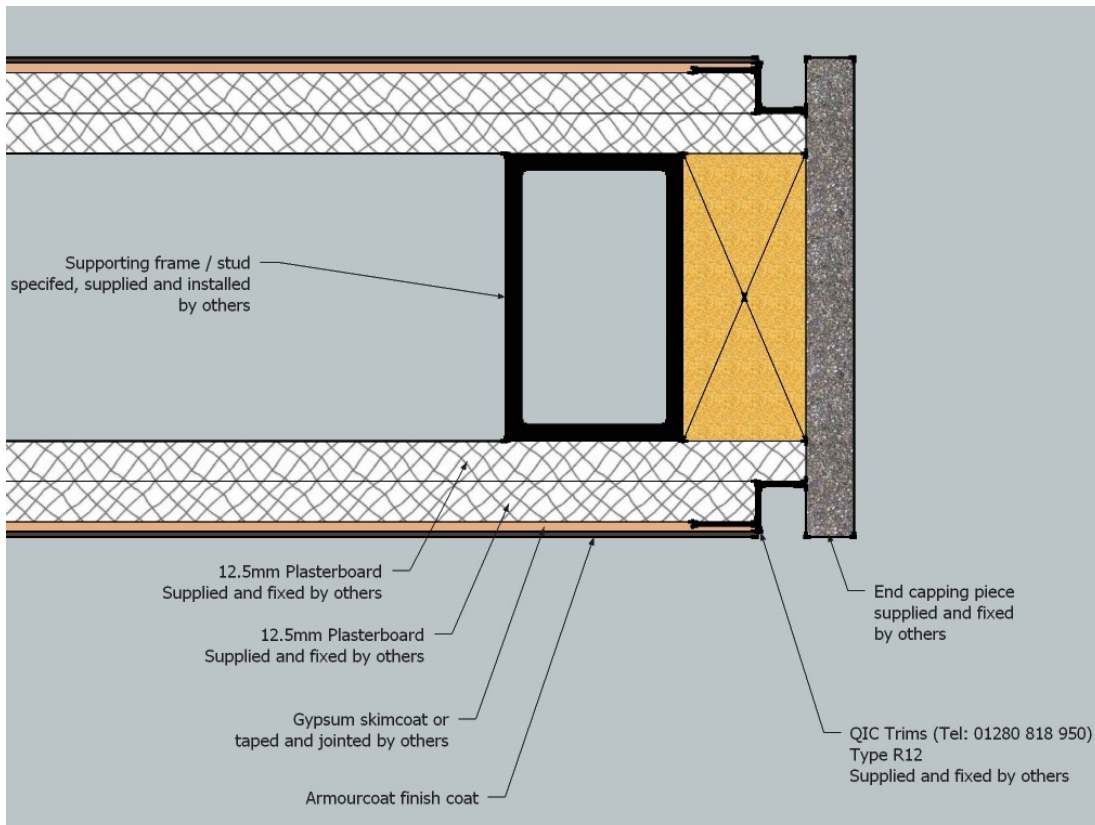 Supporting frame / stud
specifed, supplied and installed
by others
12.5mm Plasterboard
Supplied and fixed by others
12.5mm Plasterboard
Supplied and fixed by others
Gypsum skimcoat or
taped and jointed by others
Armourcoat finish coat
End capping piece
supplied and fixed
by others
QIC Trims (Tel: 01280 818 950)
Type R12
Supplied and fixed by others